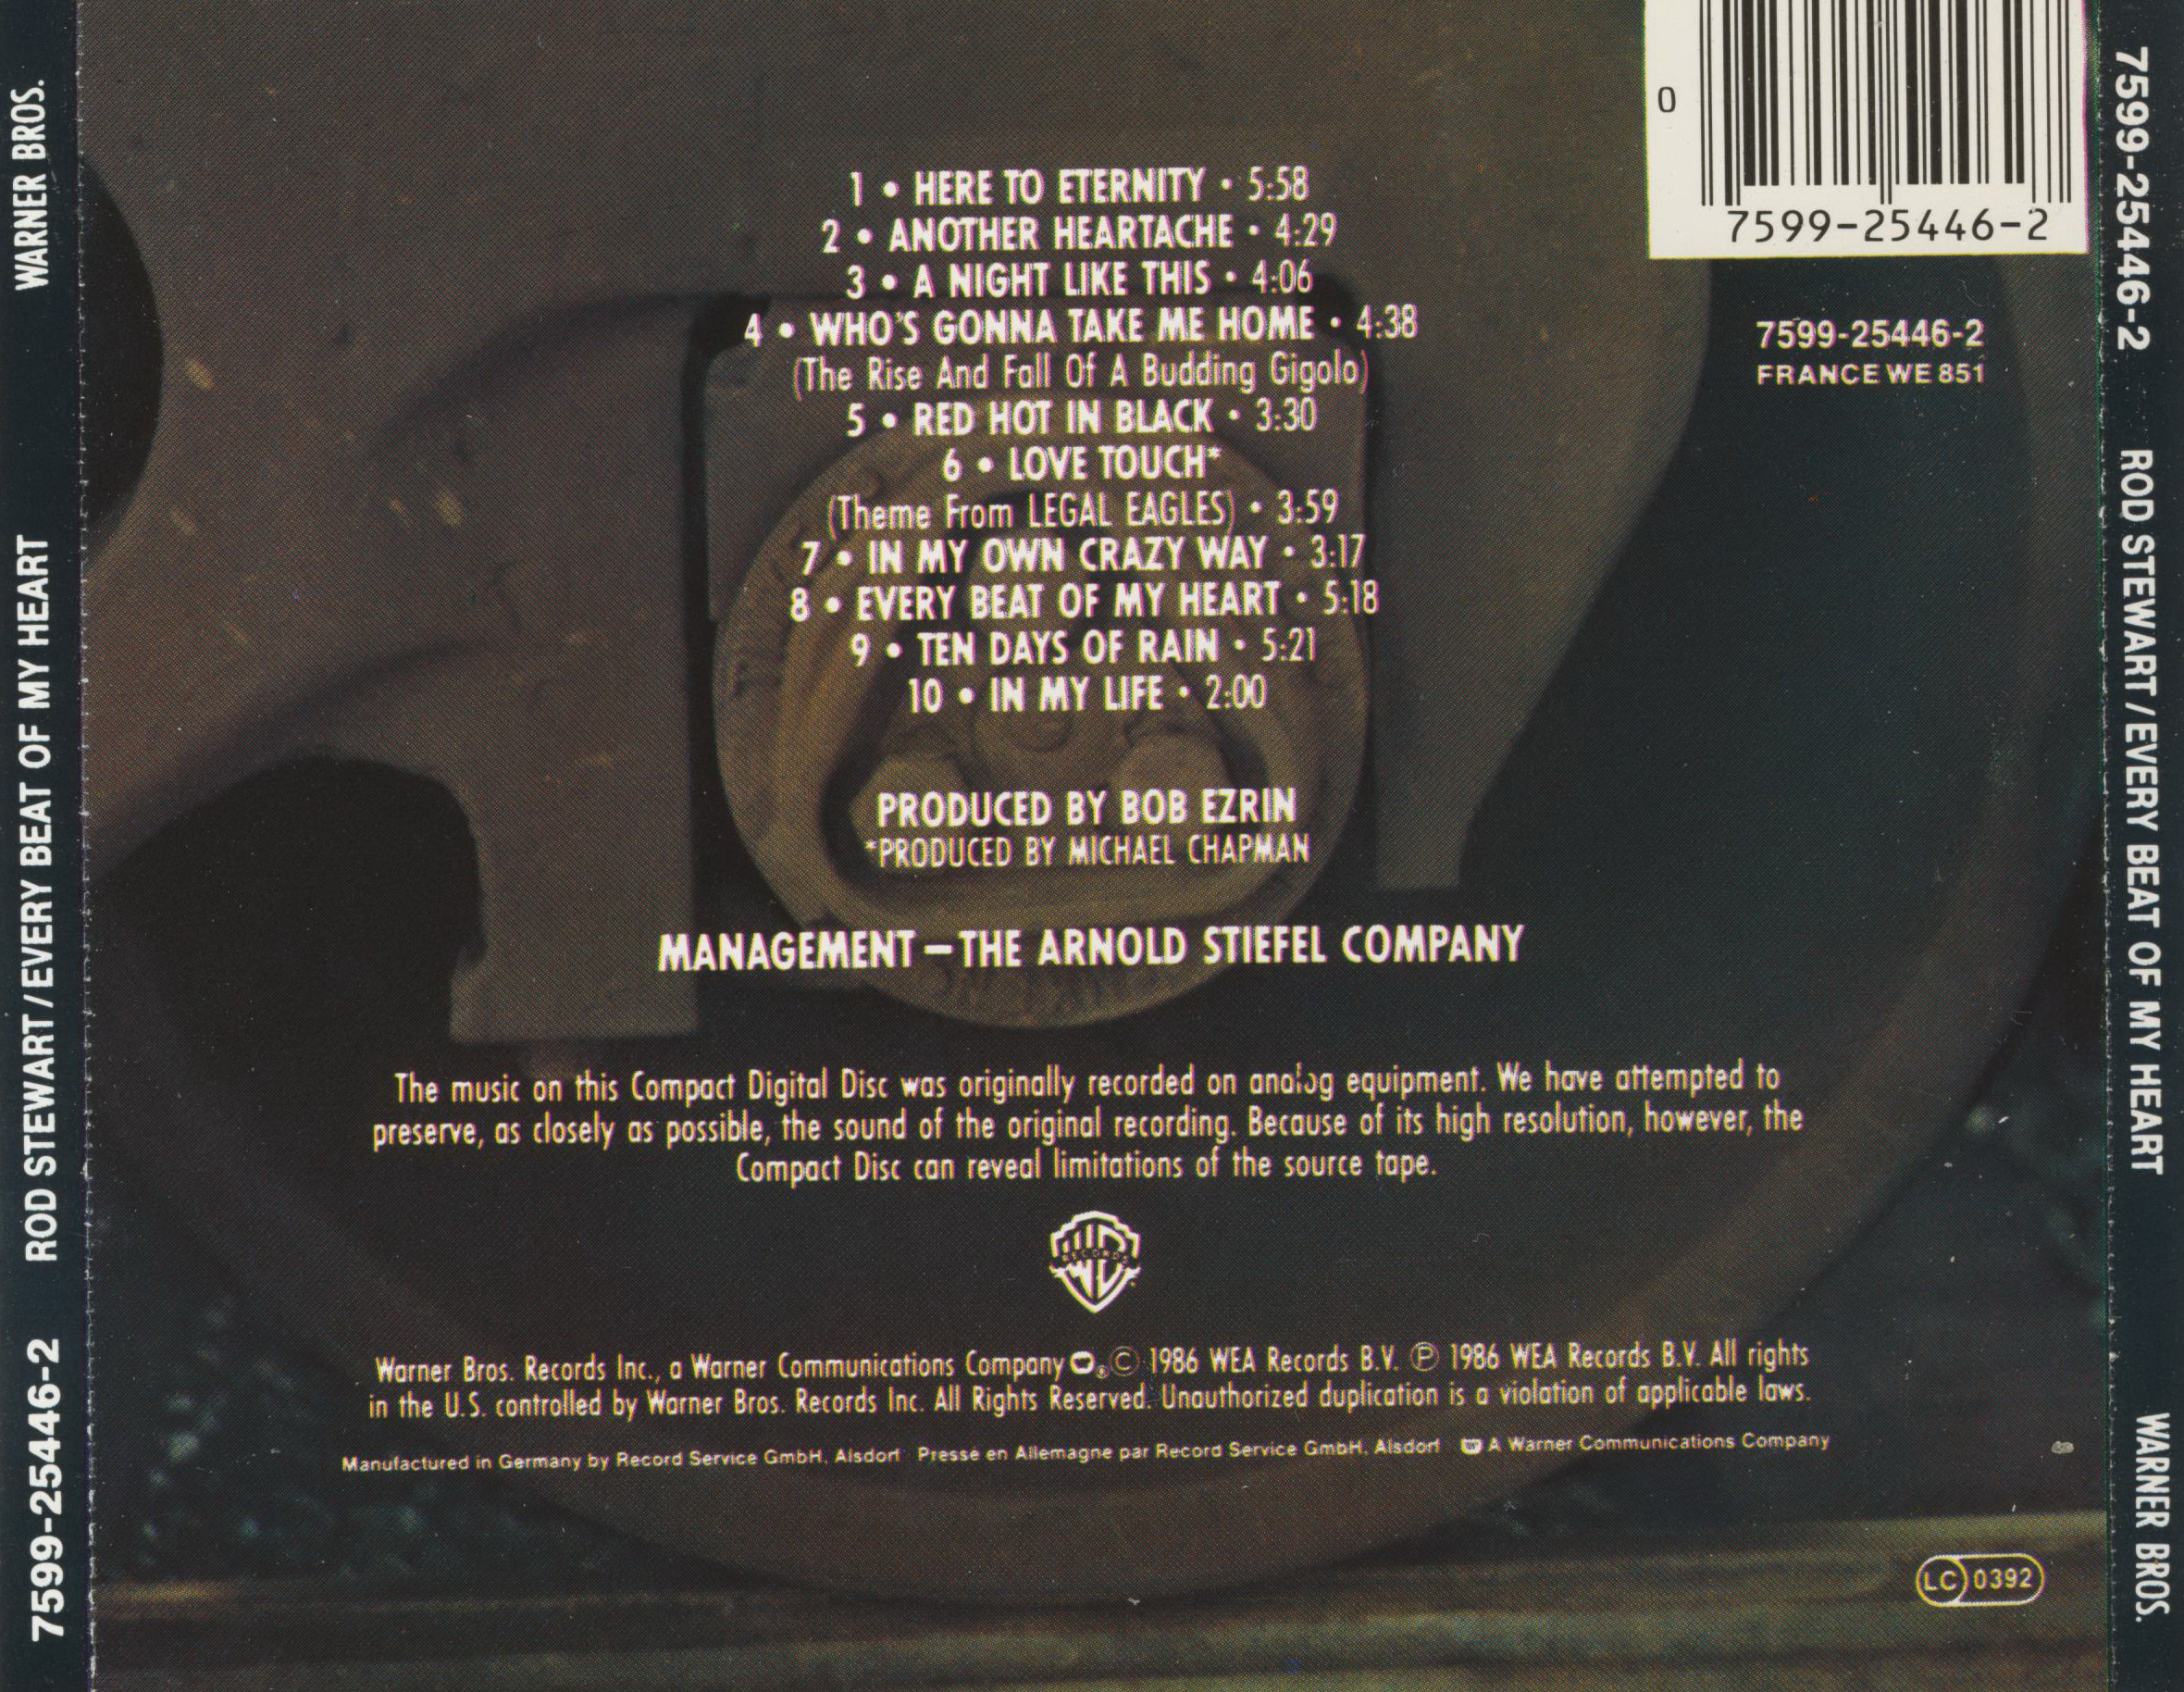 WARNER BROS.
ROD STEWART/EVERY BEAT OF MY HEART
7599-25446-2
0
7599-25446-2
7599-25446-2
FRANCE WE 851
1 • HERE TO ETERNITY • 5:58
2 • ANOTHER HEARTACHE • 4:29
3 • A NIGHT LIKE THIS • 4:06
4 • WHO'S GONNA TAKE ME HOME • 4:38
(The Rise And Fall Of A Budding Gigolo)
5 • RED HOT IN BLACK • 3:30
6 • LOVE TOUCH*
(Theme From LEGAL EAGLES) • 3:59
7 • IN MY OWN CRAZY WAY • 3:17
8 • EVERY BEAT OF MY HEART • 5:18
9 • TEN DAYS OF RAIN • 5:21
10 • IN MY LIFE • 2:00
PRODUCED BY BOB EZRIN
*PRODUCED BY MICHAEL CHAPMAN
MANAGEMENT – THE ARNOLD STIEFEL COMPANY
The music on this Compact Digital Disc was originally recorded on analog equipment. We have attempted to
preserve, as closely as possible, the sound of the original recording. Because of its high resolution, however, the
Compact Disc can reveal limitations of the source tape.
RECORDS
Warner Bros. Records Inc., a Warner Communications Company ® © 1986 WEA Records B.V. ℗ 1986 WEA Records B.V. All rights
in the U.S. controlled by Warner Bros. Records Inc. All Rights Reserved. Unauthorized duplication is a violation of applicable laws.
Manufactured in Germany by Record Service GmbH, Alsdorf Presse en Allemagne par Record Service GmbH, Alsdorf A Warner Communications Company
LC 0392
7599-25446-2
ROD STEWART/EVERY BEAT OF MY HEART
WARNER BROS.